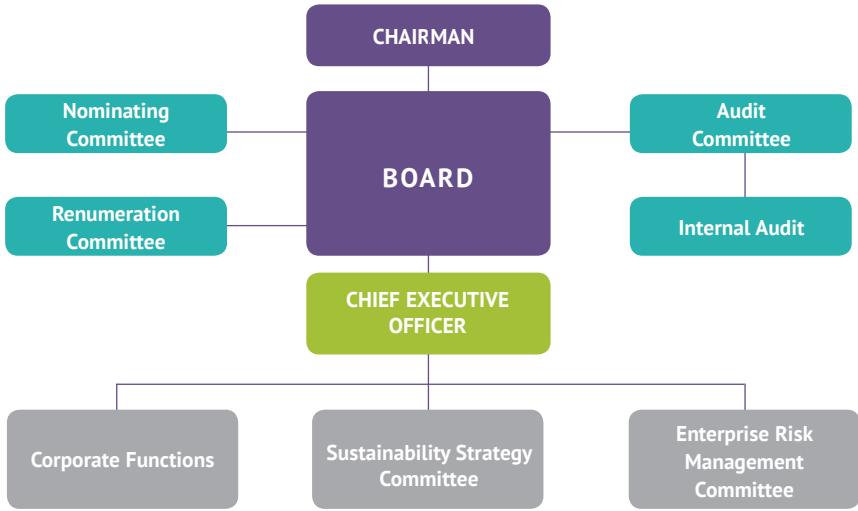 CHAIRMAN
Nominating
Committee
BOARD
Audit
Committee
Renumeration
Committee
Internal Audit
CHIEF EXECUTIVE
OFFICER
Corporate Functions
Sustainability Strategy
Committee
Enterprise Risk
Management
Committee